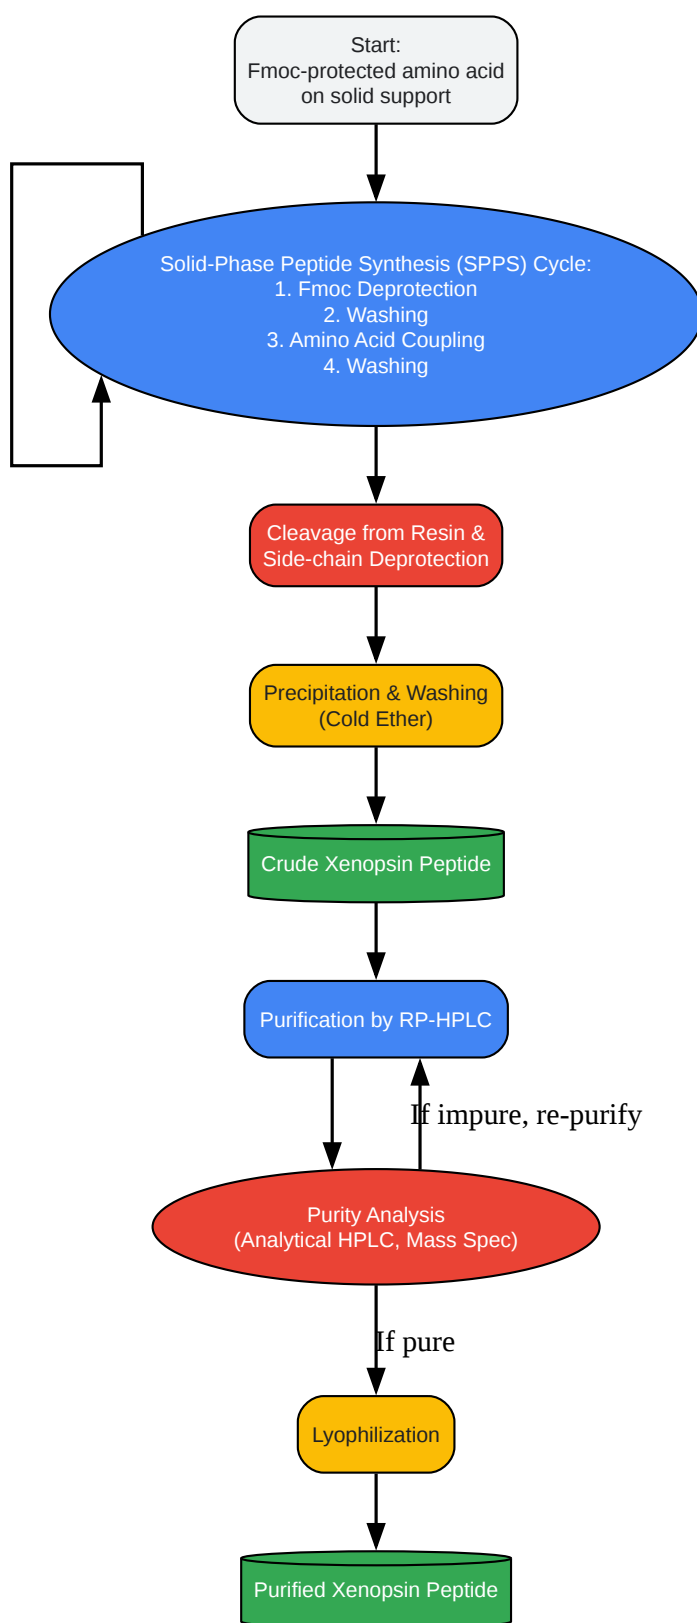 Start:
Fmoc-protected amino acid
on solid support
Solid-Phase Peptide Synthesis (SPPS) Cycle:
1. Fmoc Deprotection
2. Washing
3. Amino Acid Coupling
4. Washing
Cleavage from Resin &
Side-chain Deprotection
Precipitation & Washing
(Cold Ether)
Crude Xenopsin Peptide
Purification by RP-HPLC
If impure, re-purify
Purity Analysis
(Analytical HPLC, Mass Spec)
If pure
Lyophilization
Purified Xenopsin Peptide